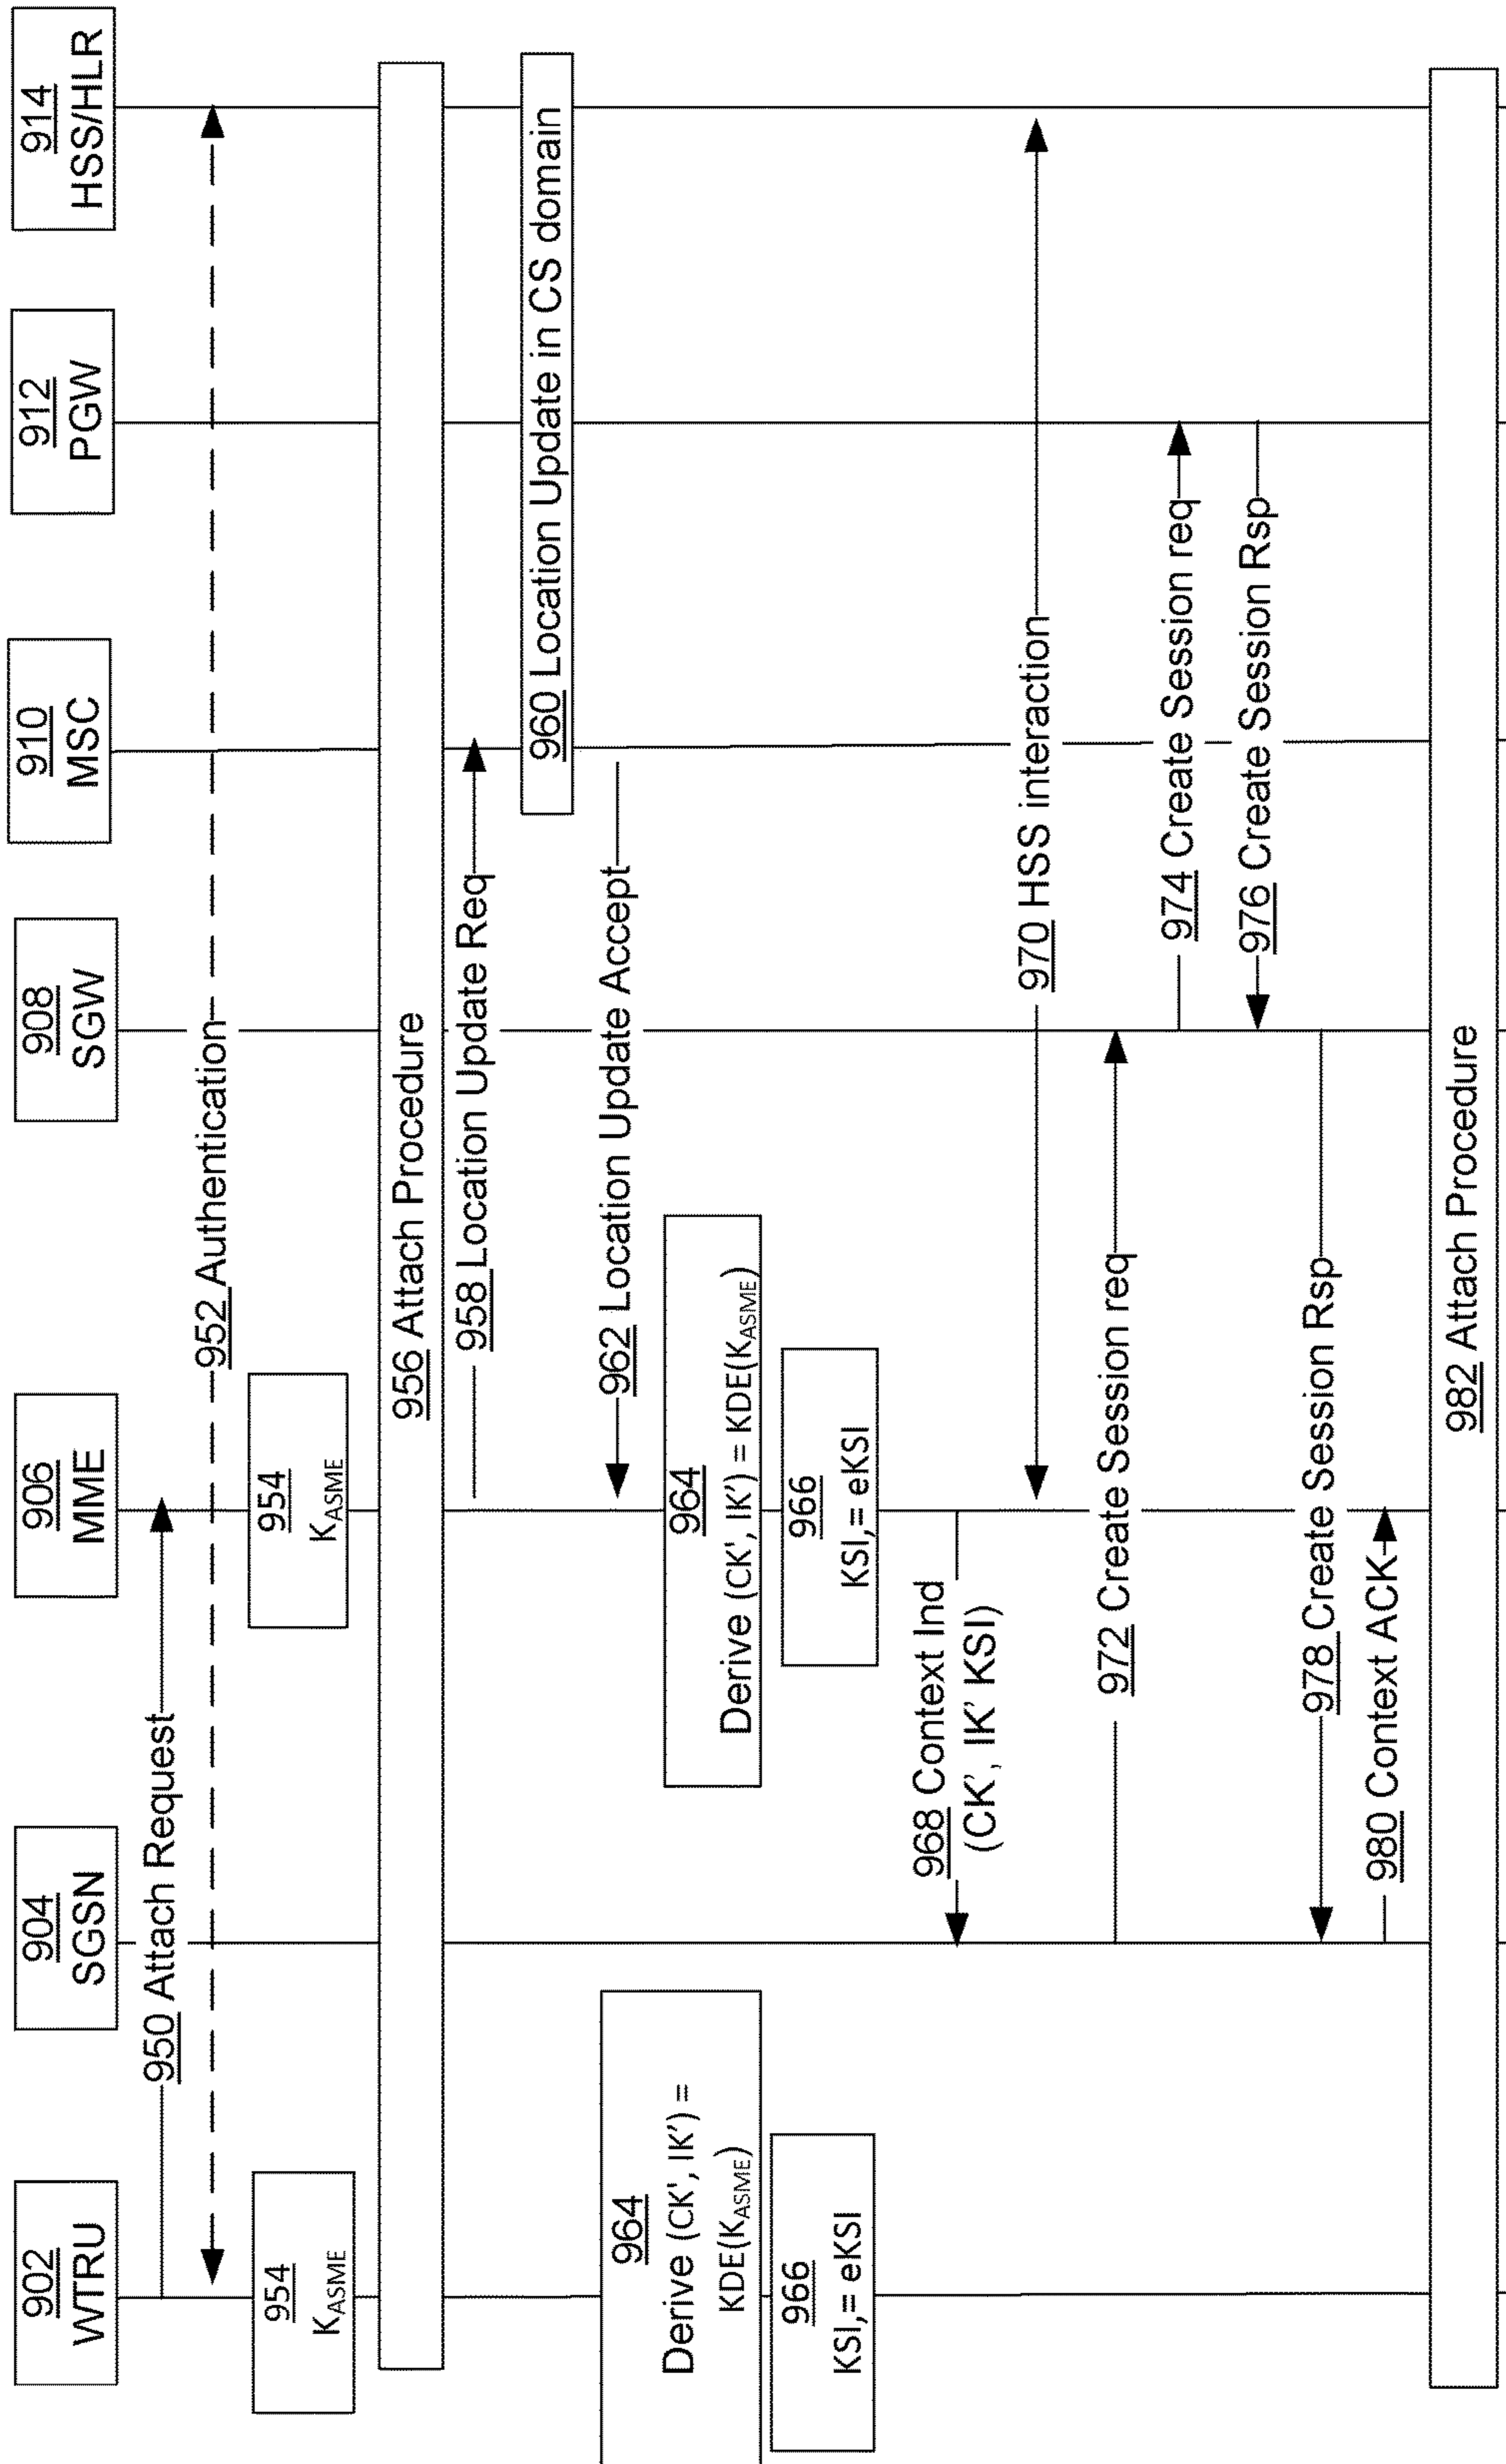 902
WTRU
904
SGSN
906
MME
908
SGW
910
MSC
912
PGW
914
HSS/HLR
950 Attach Request
952 Authentication
954
KASME
954
KASME
956 Attach Procedure
958 Location Update Req
960 Location Update in CS domain
962 Location Update Accept
964
Derive (CK', IK') =
KDE(KASME)
964
Derive (CK', IK') = KDE(KASME)
966
KSI,= eKSI
966
KSI,= eKSI
968 Context Ind
(CK', IK' KSI)
970 HSS interaction
972 Create Session req
974 Create Session req
976 Create Session Rsp
978 Create Session Rsp
980 Context ACK
982 Attach Procedure